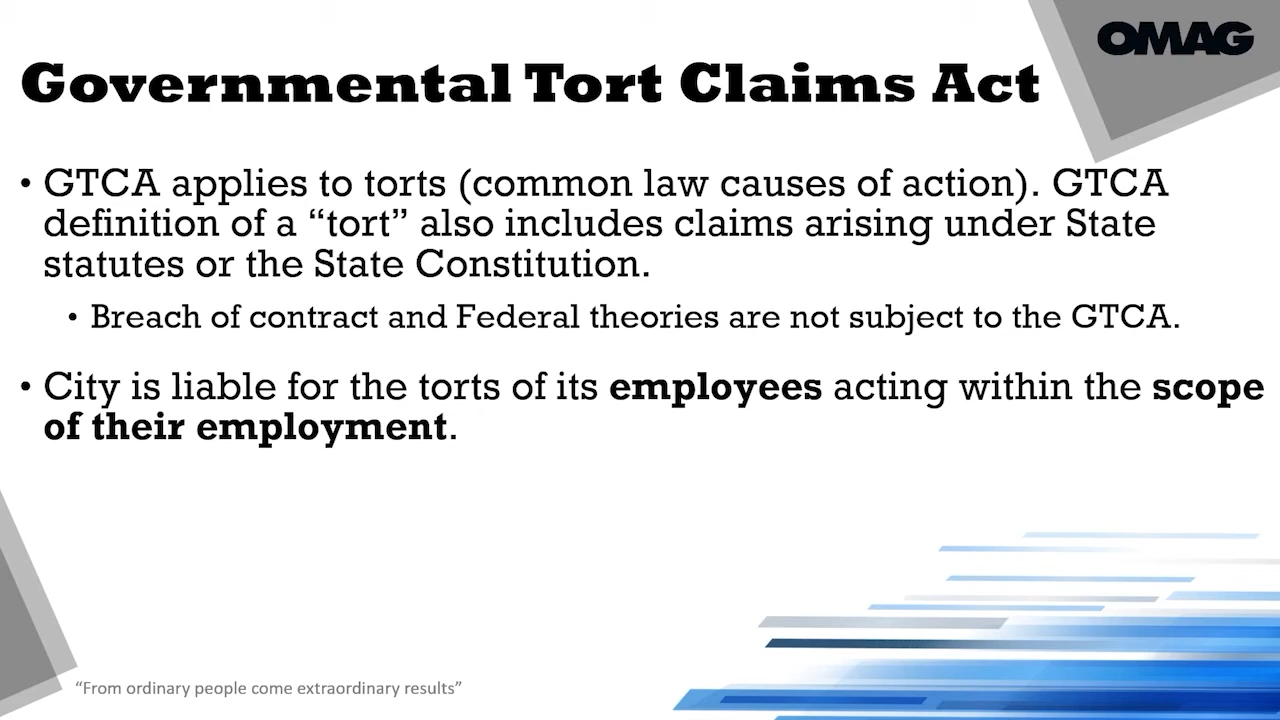 OMAG
Governmental Tort Claims Act
• GTCA applies to torts (common law causes of action). GTCA
definition of a “tort” also includes claims arising under State
statutes or the State Constitution.
• Breach of contract and Federal theories are not subject to the GTCA.
• City is liable for the torts of its employees acting within the scope
of their employment.
“From ordinary people come extraordinary results”